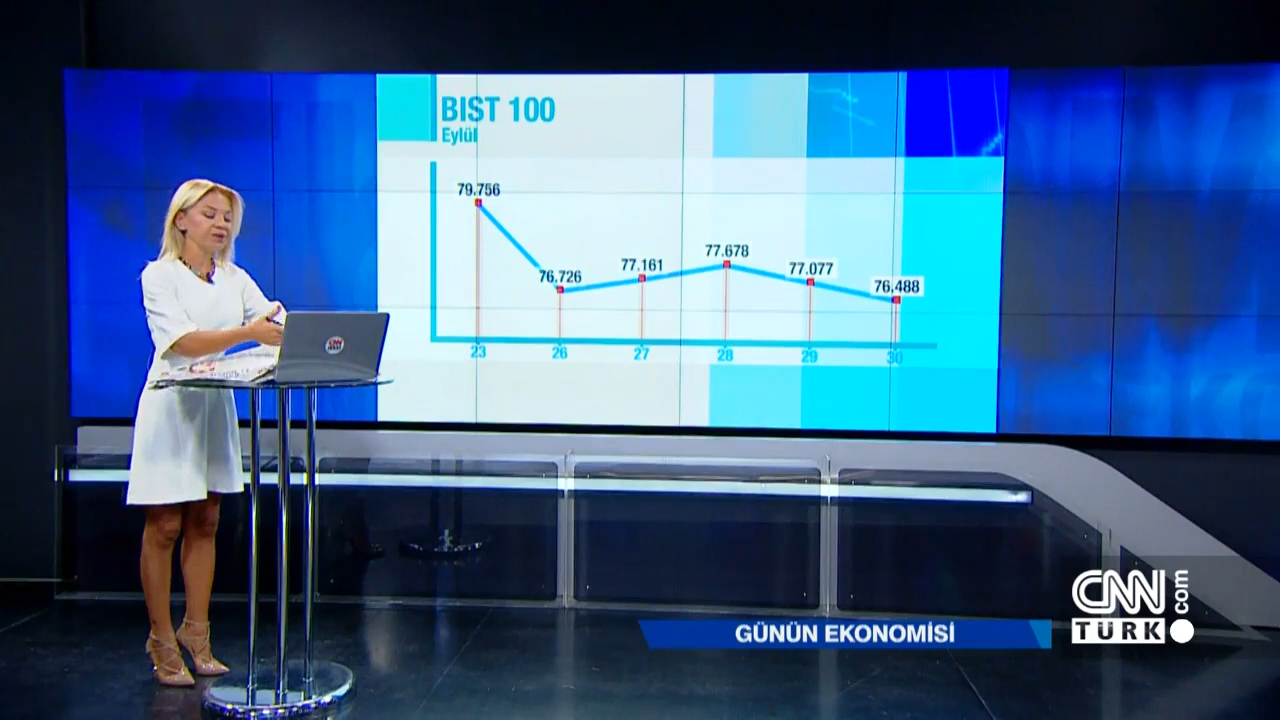 BIST 100
Eylül
79.756
76.726
77.161
77.678
77.077
76.488
23
26
27
28
29
30
CNN
GÜNÜN EKONOMİSİ
CNN
TÜRK
.com